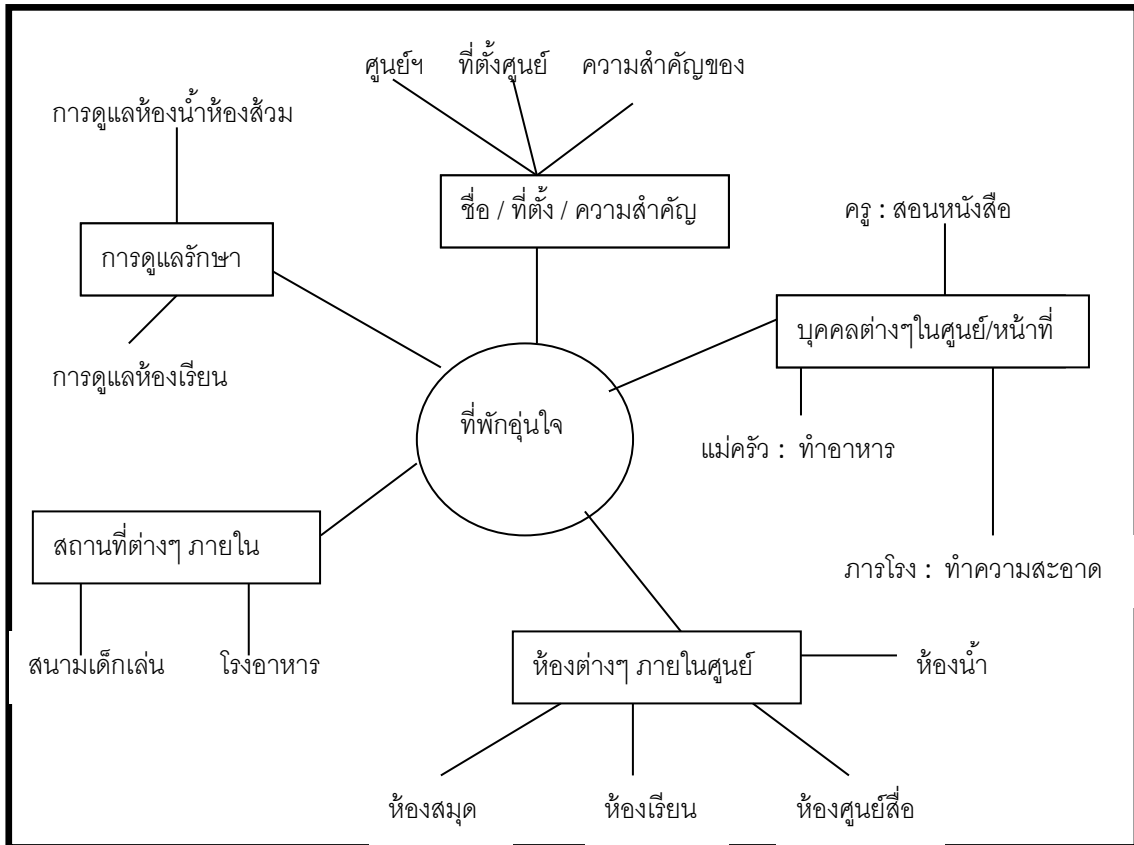 ศูนย์ฯ ที่ตั้งศูนย์ ความสำคัญของ
การดูแลห้องน้ำห้องส้วม
ชื่อ / ที่ตั้ง / ความสำคัญ
ครู : สอนหนังสือ
การดูแลรักษา
บุคคลต่างๆในศูนย์/หน้าที่
การดูแลห้องเรียน
ที่พักอุ่นใจ
แม่ครัว : ทำอาหาร
สถานที่ต่างๆ ภายใน
ภารโรง : ทำความสะอาด
สนามเด็กเล่น โรงอาหาร
ห้องต่างๆ ภายในศูนย์
ห้องน้ำ
ห้องสมุด ห้องเรียน ห้องศูนย์สื่อ